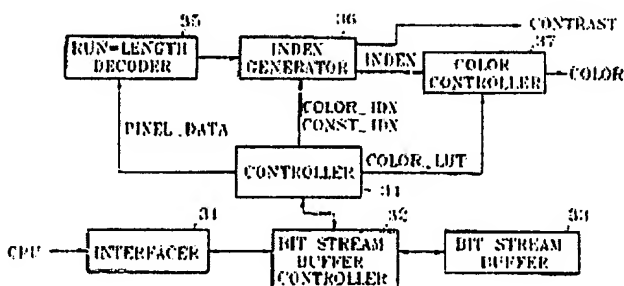 35
36
37
RUN-LENGTH
DECODER
INDEX
GENERATOR
CONTRAST
INDEX
COLOR
CONTROLLER
COLOR
PIXEL_DATA
COLOR_IDX
CONST_IDX
CONTROLLER
COLOR_LUT
34
31
32
33
CPU
INTERFACER
BIT STREAM
BUFFER
CONTROLLER
BIT STREAM
BUFFER